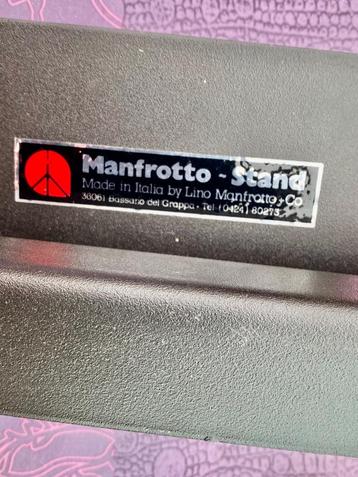 Manfrotto - Stand
Made in Italia by Lino Manfrotto + Co
36061 Bassano del Grappa - Tel. (0424) 80273